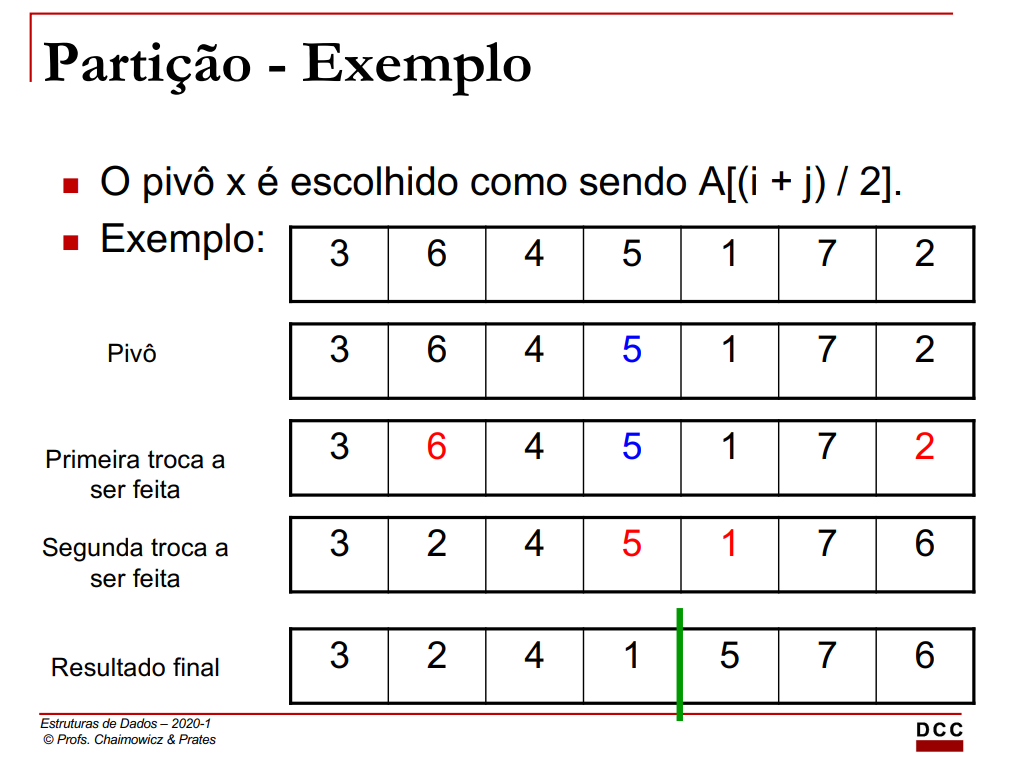 Partição - Exemplo
O pivô x é escolhido como sendo A[(i + j) / 2].
Exemplo:
3 6 4 5 1 7 2
Pivô
3 6 4 5 1 7 2
Primeira troca a
ser feita
3 6 4 5 1 7 2
Segunda troca a
ser feita
3 2 4 5 1 7 6
Resultado final
3 2 4 1 5 7 6
Estruturas de Dados – 2020-1
© Profs. Chaimowicz & Prates
DCC